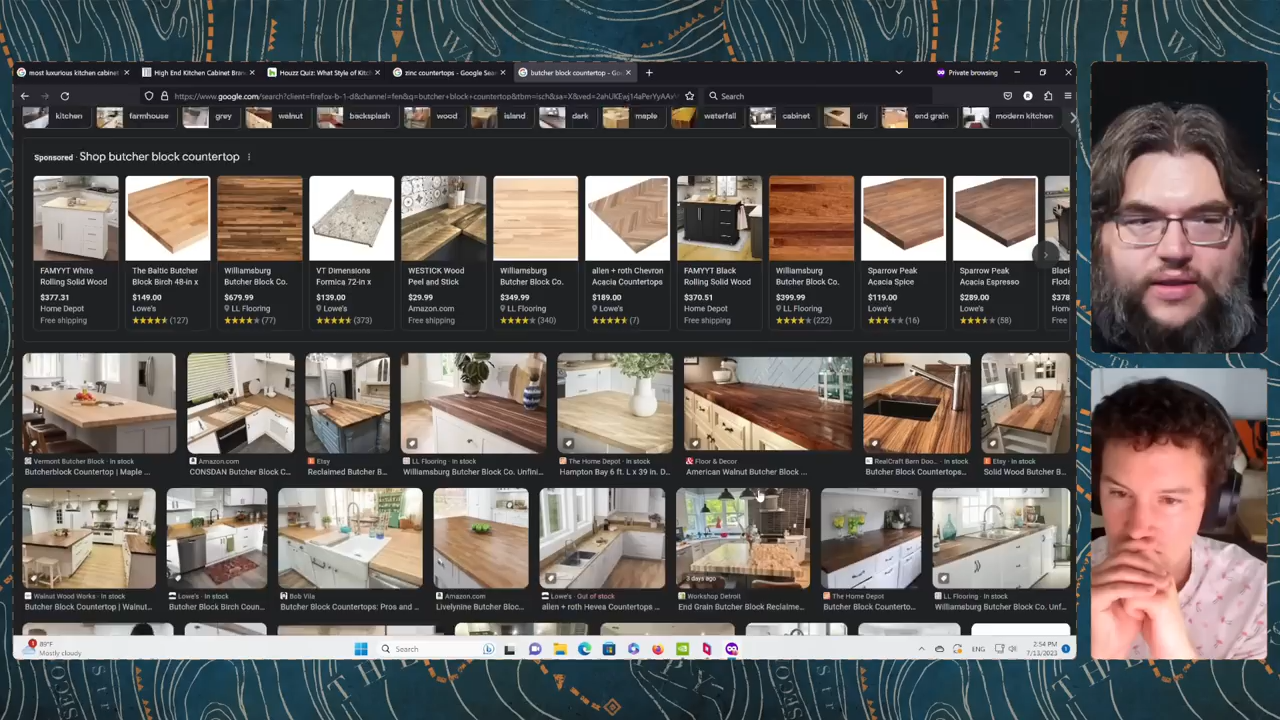 most luxurious kitchen cabinet
High End Kitchen Cabinet Bran
Houzz Quiz: What Style of Kitc
zinc countertops - Google Sea
butcher block countertop - Go
Private browsing
Search
kitchen
farmhouse
grey
walnut
backsplash
wood
island
dark
maple
waterfall
cabinet
diy
end grain
modern kitchen
Sponsored · Shop butcher block countertop
FAMYYT White
Rolling Solid Wood
$377.31
Home Depot
Free shipping
The Baltic Butcher
Block Birch 48-in x
$149.00
Lowe's
(127)
Williamsburg
Butcher Block Co.
$679.99
LL Flooring
(77)
VT Dimensions
Formica 72-in x
$139.00
Lowe's
(373)
WESTICK Wood
Peel and Stick
$29.99
Amazon.com
Free shipping
Williamsburg
Butcher Block Co.
$349.99
LL Flooring
(340)
allen + roth Chevron
Acacia Countertops
$189.00
Lowe's
(7)
FAMYYT Black
Rolling Solid Wood
$370.51
Home Depot
Free shipping
Williamsburg
Butcher Block Co.
$399.99
LL Flooring
(222)
Sparrow Peak
Acacia Spice
$119.00
Lowe's
(16)
Sparrow Peak
Acacia Espresso
$289.00
Lowe's
(58)
Black
Flod
$378
Home
Free
Vermont Butcher Block · In stock
Butcherblock Countertop | Maple ...
Amazon.com
CONSDAN Butcher Block C...
Etsy
Reclaimed Butcher B...
LL Flooring · In stock
Williamsburg Butcher Block Co. Unfini...
The Home Depot · In stock
Hampton Bay 6 ft. L x 39 in. D...
Floor & Decor
American Walnut Butcher Block ...
RealCraft Barn Doo... · In stock
Butcher Block Countertops...
Etsy · In stock
Solid Wood Butcher B...
3 days ago
Walnut Wood Works · In stock
Butcher Block Countertop | Walnut...
Lowe's · In stock
Butcher Block Birch Coun...
Bob Vila
Butcher Block Countertops: Pros and ...
Amazon.com
Livelynine Butcher Bloc...
Lowe's · Out of stock
allen + roth Hevea Countertops ...
Workshop Detroit
End Grain Butcher Block Reclaime...
The Home Depot
Butcher Block Counterto...
LL Flooring · In stock
Williamsburg Butcher Block Co. Unf...
89°F
Mostly cloudy
Search
ENG
2:54 PM
7/13/2023